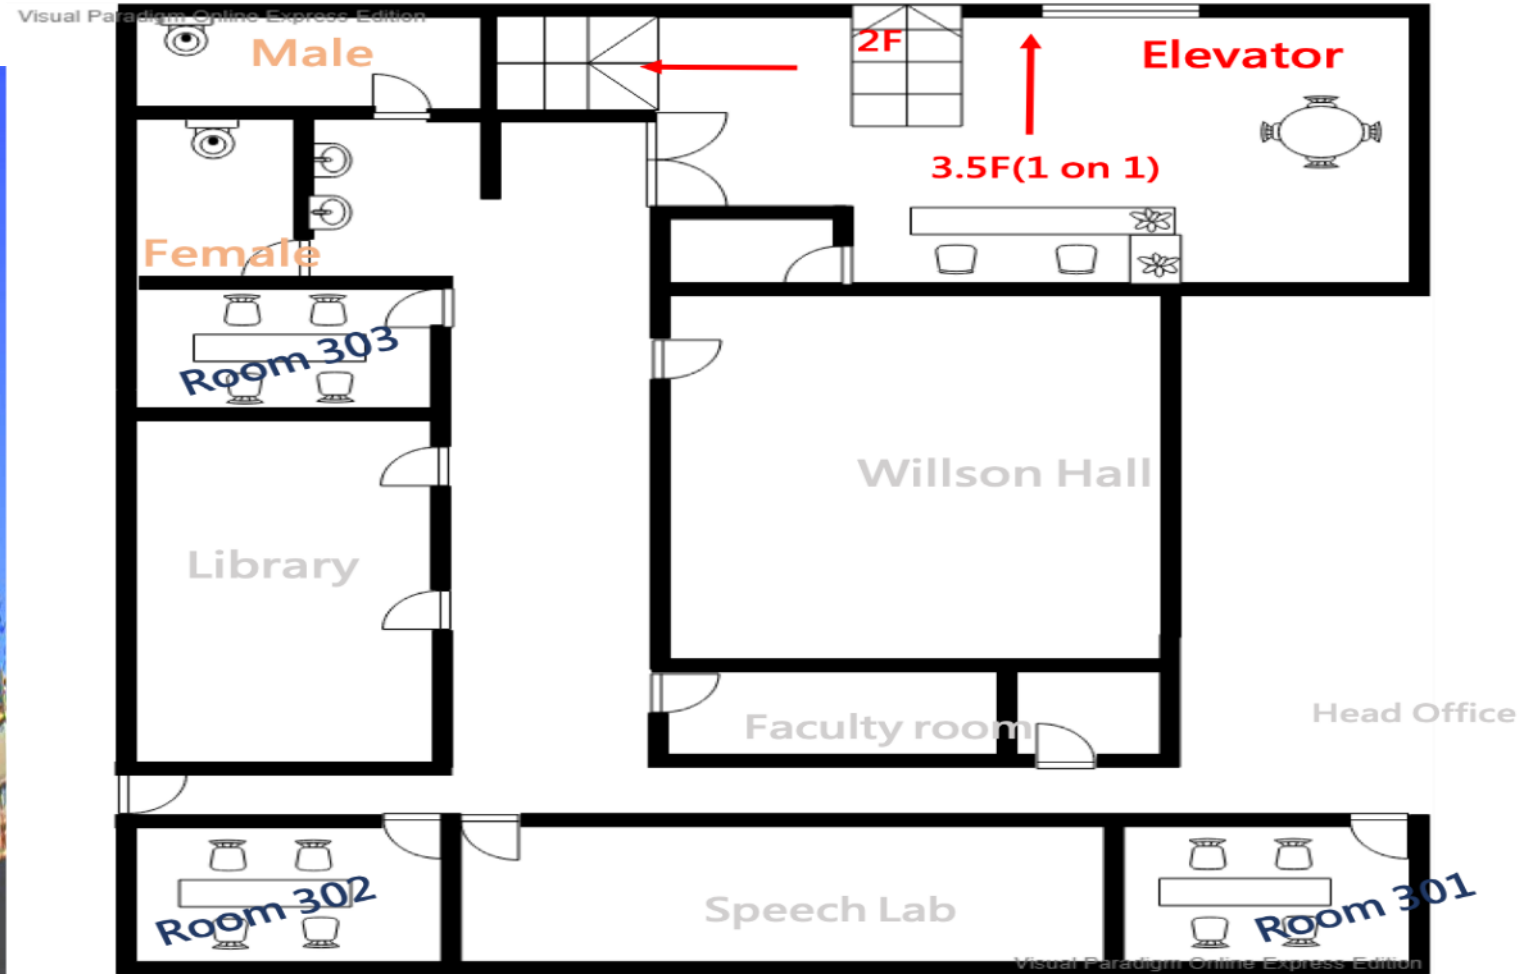 Visual Paradigm Online Express Edition
Male
2F
Elevator
3.5F(1 on 1)
Female
Room 303
Willson Hall
Library
Faculty room
Head Office
Room 302
Speech Lab
Room 301
Visual Paradigm Online Express Edition